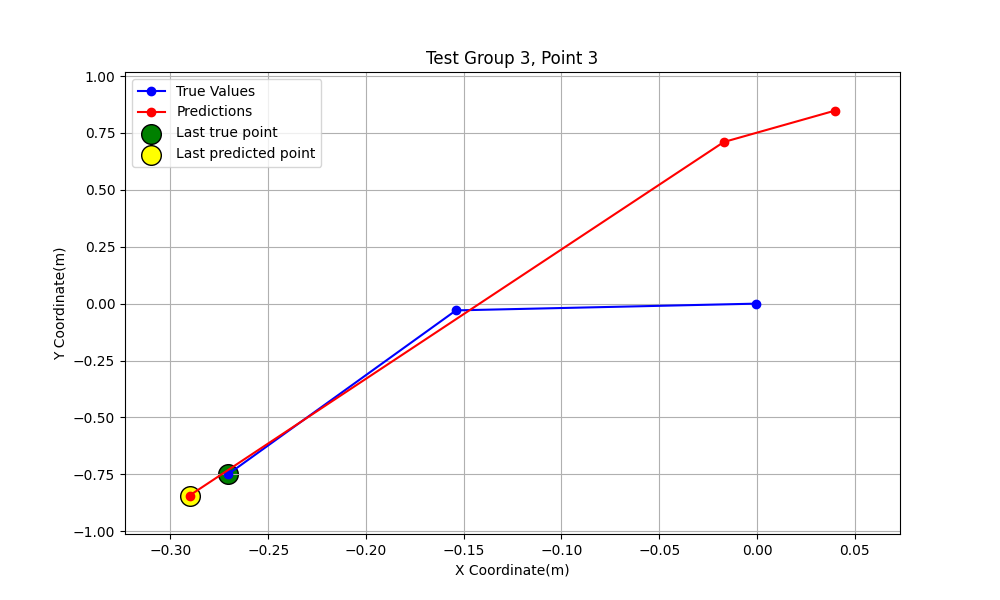 Test Group 3, Point 3
True Values
Predictions
Last true point
Last predicted point
Y Coordinate(m)
1.00
0.75
0.50
0.25
0.00
−0.25
−0.50
−0.75
−1.00
−0.30 −0.25 −0.20 −0.15 −0.10 −0.05 0.00 0.05
X Coordinate(m)